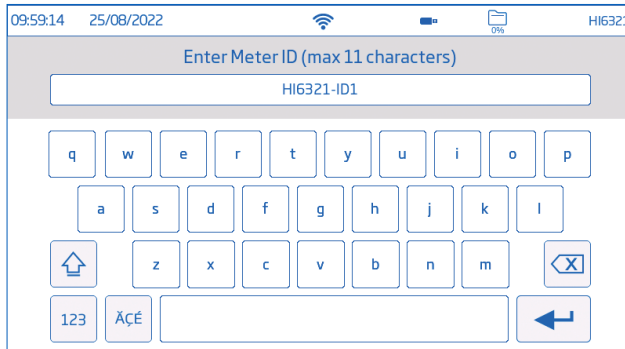 09:59:14 25/08/2022 0% HI6321
Enter Meter ID (max 11 characters)
HI6321-ID1
q w e r t y u i o p
a s d f g h j k l
z x c v b n m X
123 ĂÇÉ